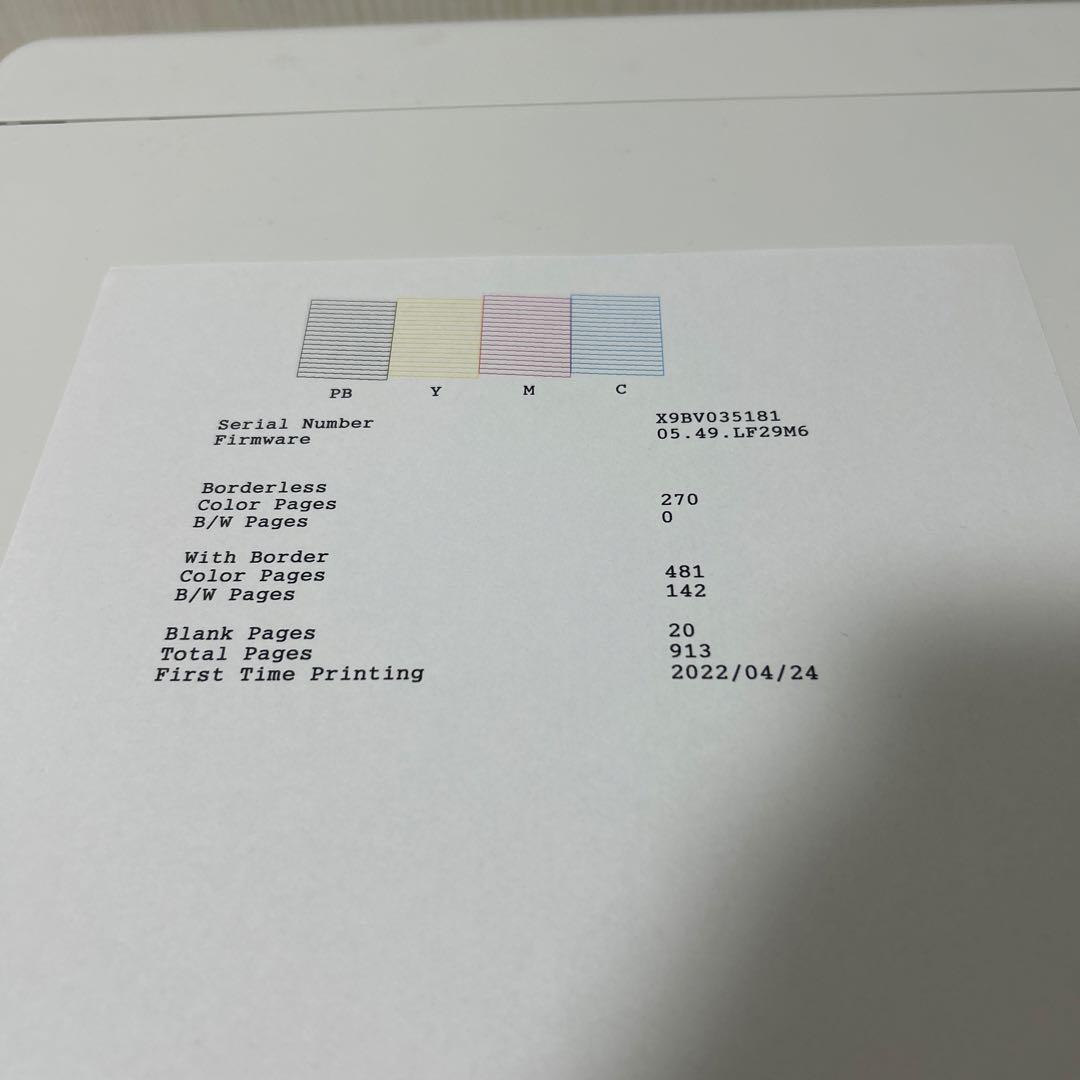 PB Y M C
Serial Number X9BV035181
Firmware 05.49.LF29M6
Borderless
Color Pages 270
B/W Pages 0
With Border
Color Pages 481
B/W Pages 142
Blank Pages 20
Total Pages 913
First Time Printing 2022/04/24